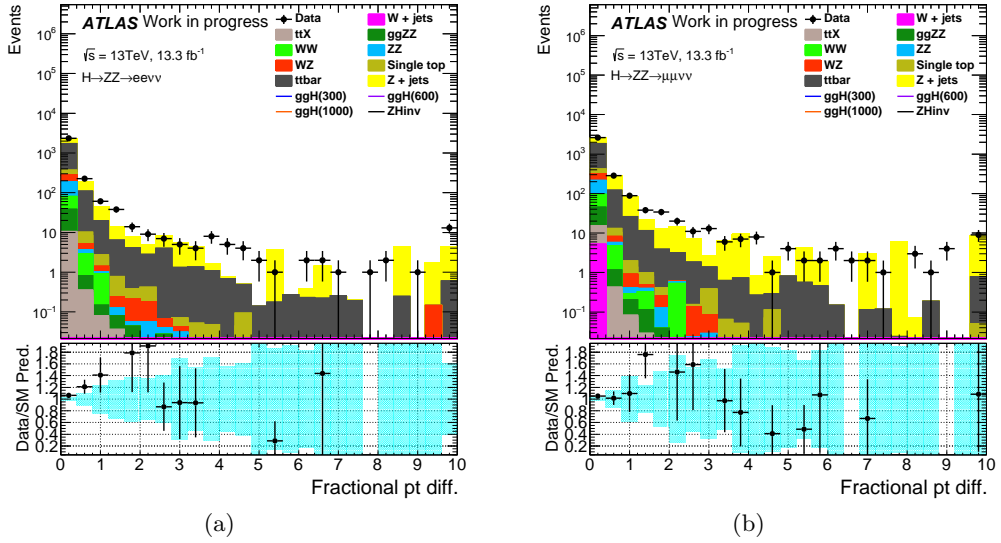 Events
10⁶
10⁵
10⁴
10³
10²
10
1
10⁻¹
ATLAS Work in progress
√s = 13TeV, 13.3 fb⁻¹
H→ZZ→eeνν
Data
ttX
WW
WZ
ttbar
ggH(300)
ggH(1000)
W + jets
ggZZ
ZZ
Single top
Z + jets
ggH(600)
ZHinv
Data/SM Pred.
1.8
1.6
1.4
1.2
1
0.8
0.6
0.4
0.2
0 1 2 3 4 5 6 7 8 9 10
Fractional pt diff.
(a)
Events
10⁶
10⁵
10⁴
10³
10²
10
1
10⁻¹
ATLAS Work in progress
√s = 13TeV, 13.3 fb⁻¹
H→ZZ→μμνν
Data
ttX
WW
WZ
ttbar
ggH(300)
ggH(1000)
W + jets
ggZZ
ZZ
Single top
Z + jets
ggH(600)
ZHinv
Data/SM Pred.
1.8
1.6
1.4
1.2
1
0.8
0.6
0.4
0.2
0 1 2 3 4 5 6 7 8 9 10
Fractional pt diff.
(b)